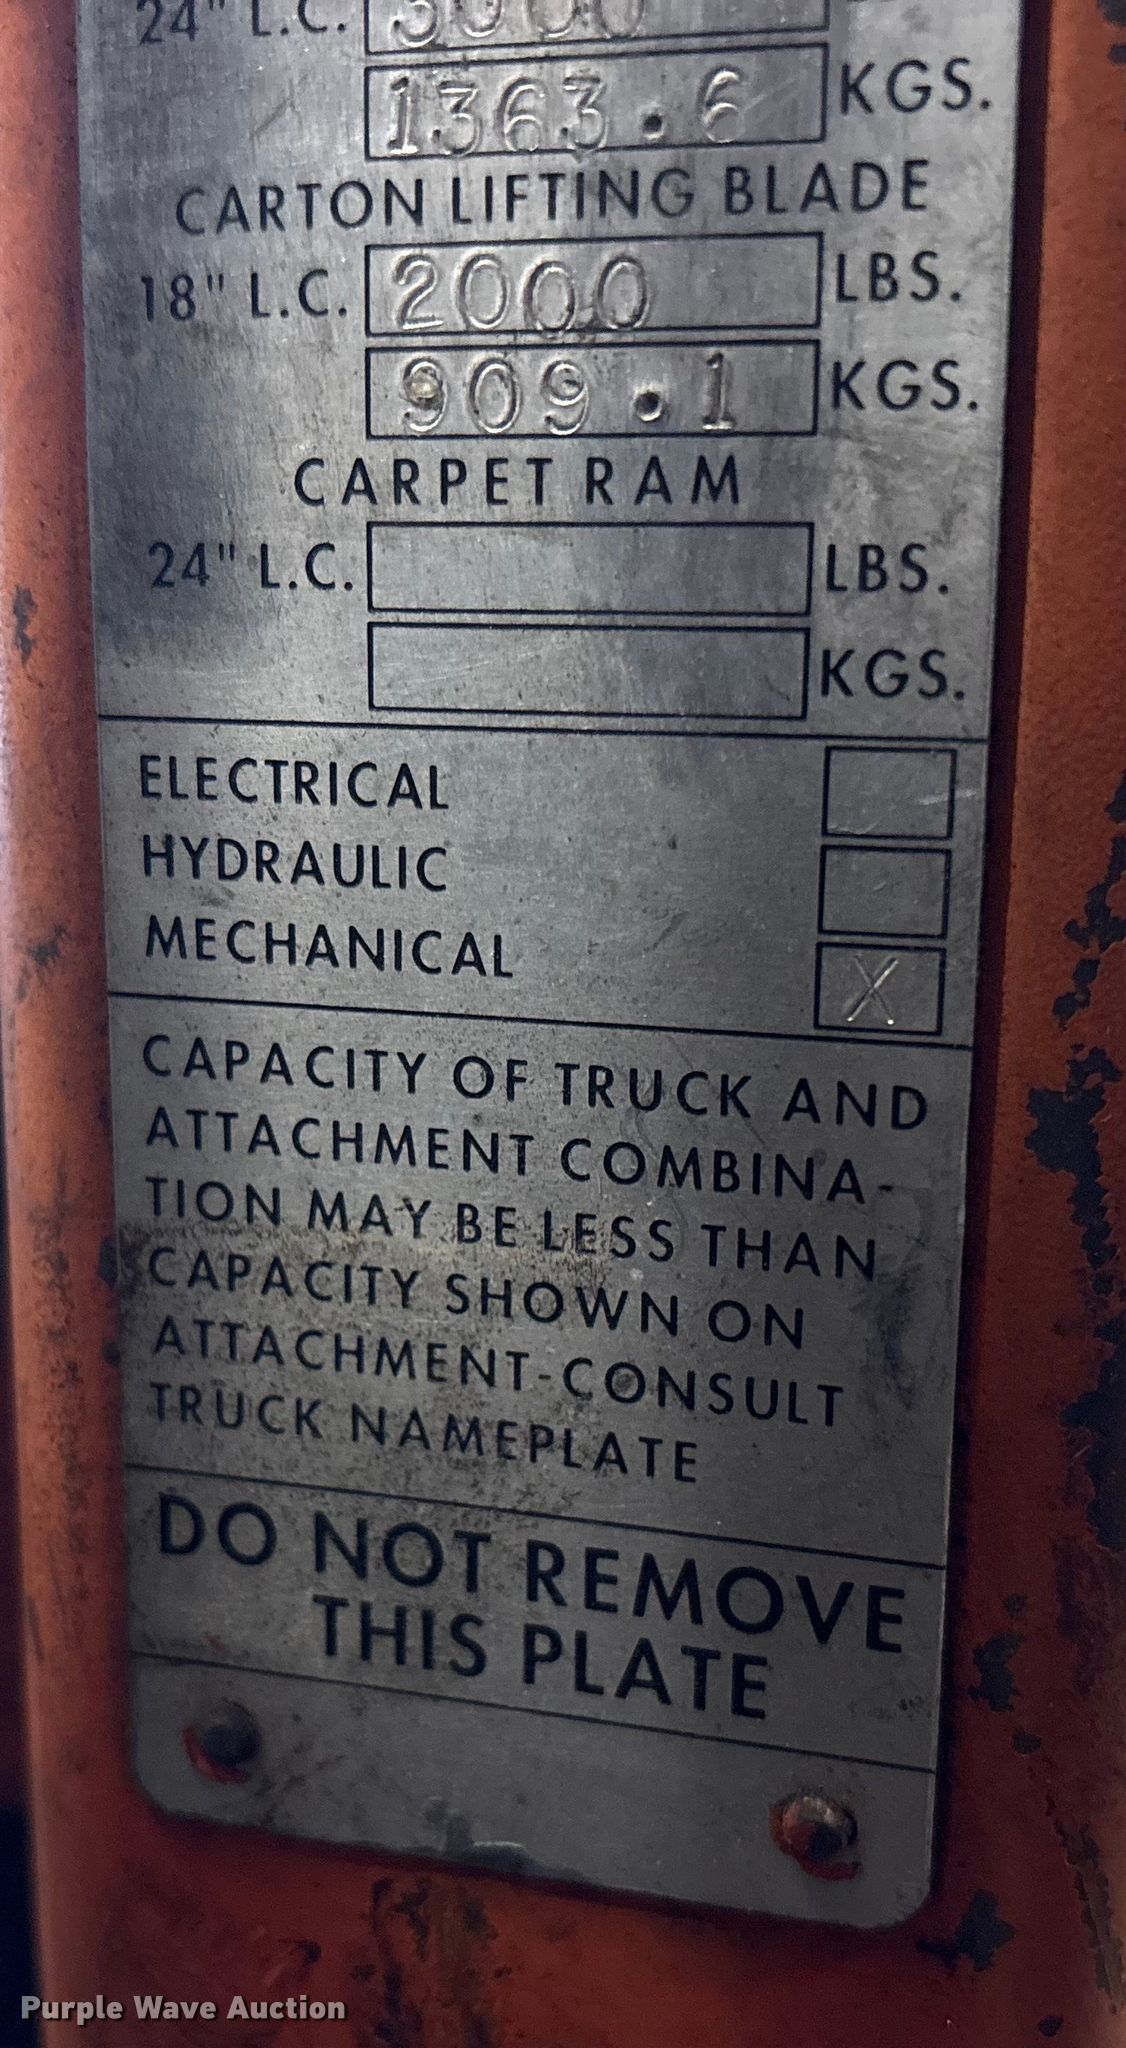 24" L.C. 3000
1363.6 KGS.
CARTON LIFTING BLADE
18" L.C. 2000 LBS.
909.1 KGS.
CARPET RAM
24" L.C. LBS.
KGS.
ELECTRICAL
HYDRAULIC
MECHANICAL X
CAPACITY OF TRUCK AND
ATTACHMENT COMBINA-
TION MAY BE LESS THAN
CAPACITY SHOWN ON
ATTACHMENT-CONSULT
TRUCK NAMEPLATE
DO NOT REMOVE
THIS PLATE
Purple Wave Auction